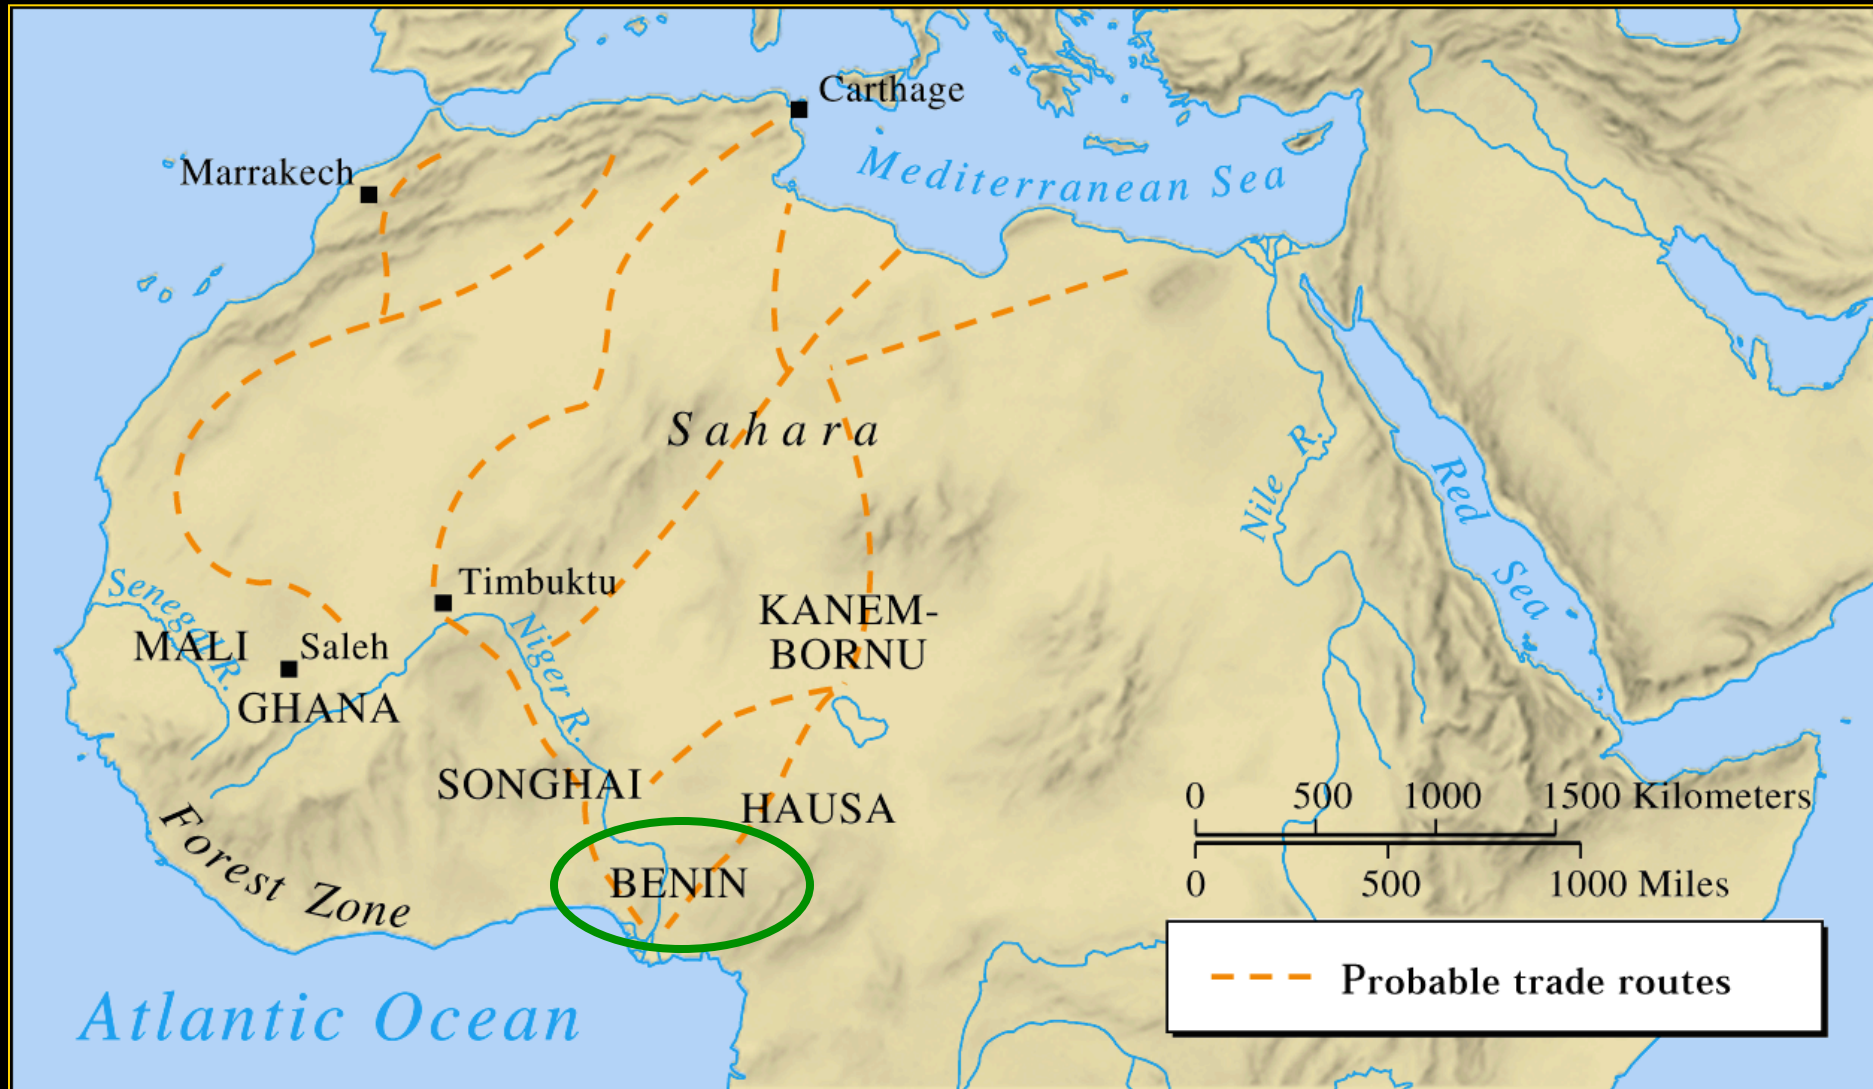 Carthage
Marrakech
Mediterranean Sea
Sahara
Nile R.
Red Sea
Senegal R.
Timbuktu
MALI
Saleh
GHANA
Niger R.
KANEM-
BORNU
SONGHAI
HAUSA
Forest Zone
BENIN
Atlantic Ocean
0 500 1000 1500 Kilometers
0 500 1000 Miles
Probable trade routes